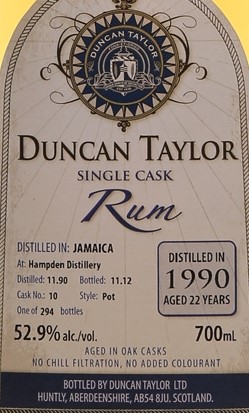 DUNCAN TAYLOR
DUNCAN TAYLOR
SINGLE CASK
Rum
DISTILLED IN: JAMAICA
At: Hampden Distillery
Distilled: 11.90 Bottled: 11.12
Cask No.: 10 Style: Pot
One of 294 bottles
DISTILLED IN
1990
AGED 22 YEARS
52.9% alc./vol. 700ml
AGED IN OAK CASKS
NO CHILL FILTRATION, NO ADDED COLOURANT
BOTTLED BY DUNCAN TAYLOR LTD
HUNTLY, ABERDEENSHIRE, AB54 8JU. SCOTLAND.